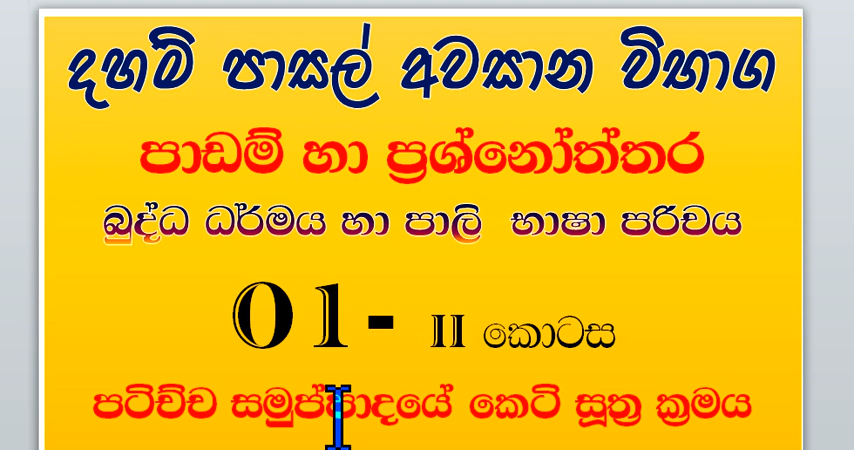 දහම් පාසල් අවසාන විභාග
පාඩම් හා ප්‍රශ්නෝත්තර
බුද්ධ ධර්මය හා පාලි භාෂා පරිචය
01- II කොටස
පටිච්ච සමුප්පාදයේ කෙටි සූත්‍ර ක්‍රමය